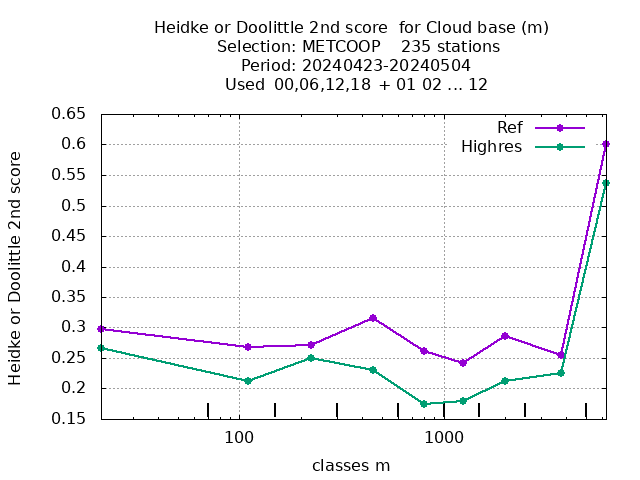 Heidke or Doolittle 2nd score  for Cloud base (m)
Selection: METCOOP    235 stations
Period: 20240423-20240504
Used  00,06,12,18 + 01 02 ... 12
Heidke or Doolittle 2nd score
0.65
0.6
0.55
0.5
0.45
0.4
0.35
0.3
0.25
0.2
0.15
Ref
Highres
100
1000
classes m